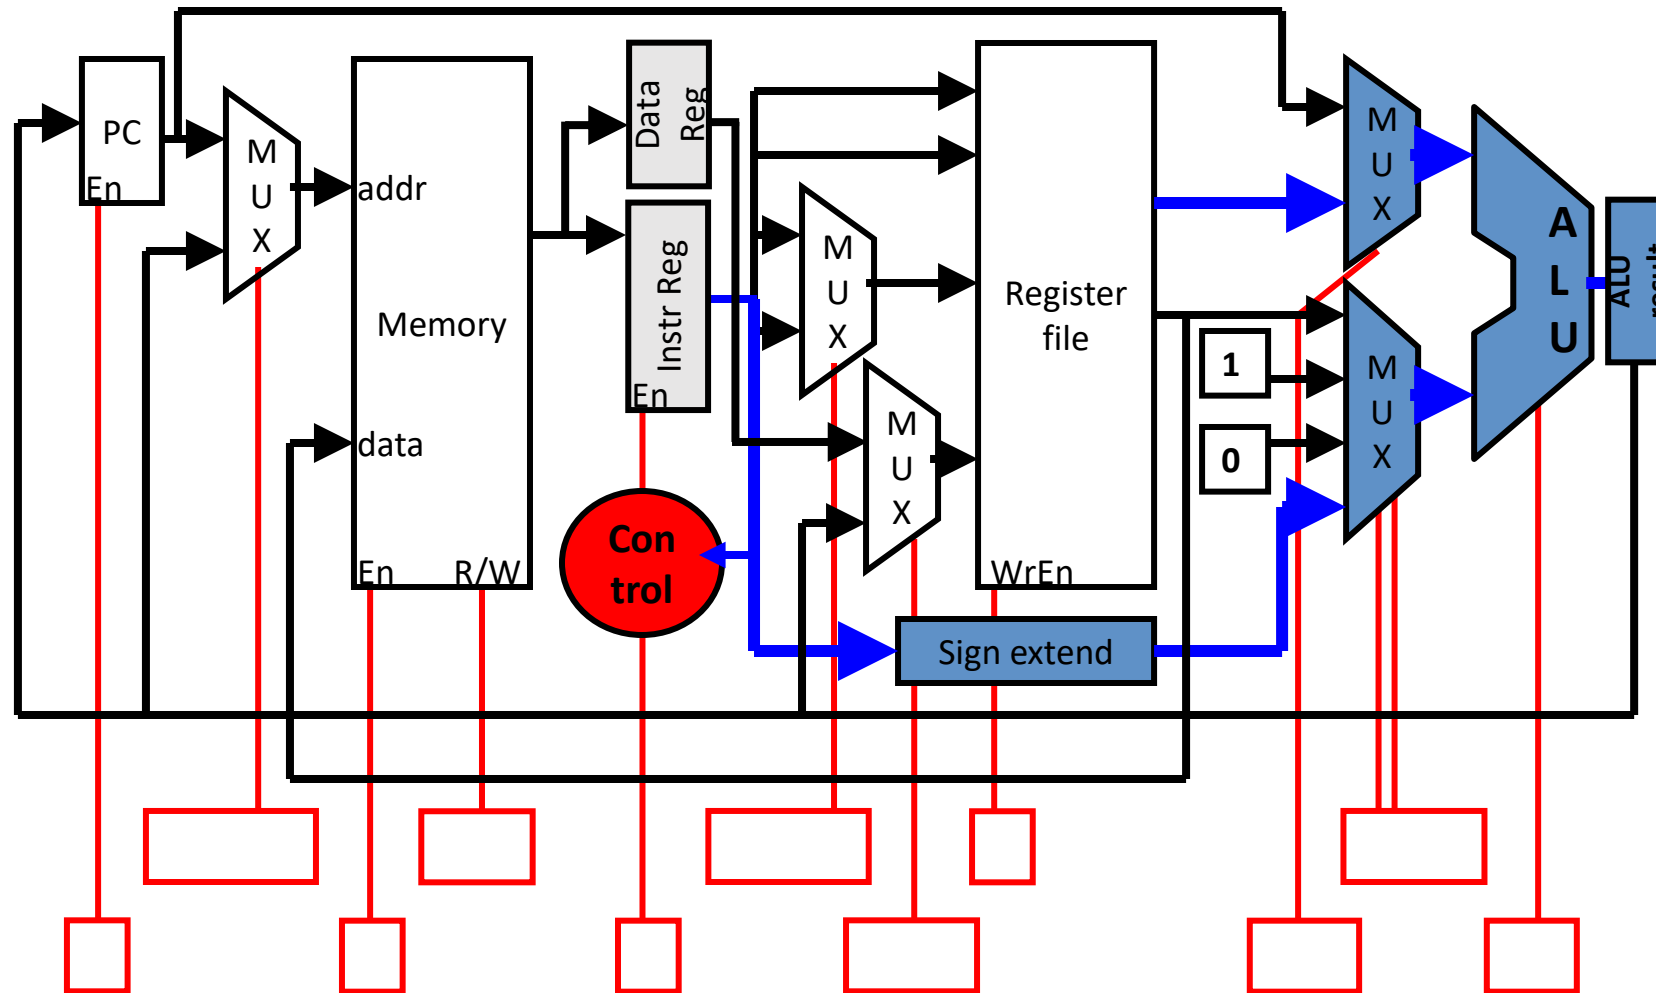 PC
En
M
U
X
addr
Memory
data
En
R/W
Data
Reg
Instr Reg
En
Con
trol
M
U
X
M
U
X
Register
file
WrEn
Sign extend
1
0
M
U
X
M
U
X
A
L
U
ALU
result